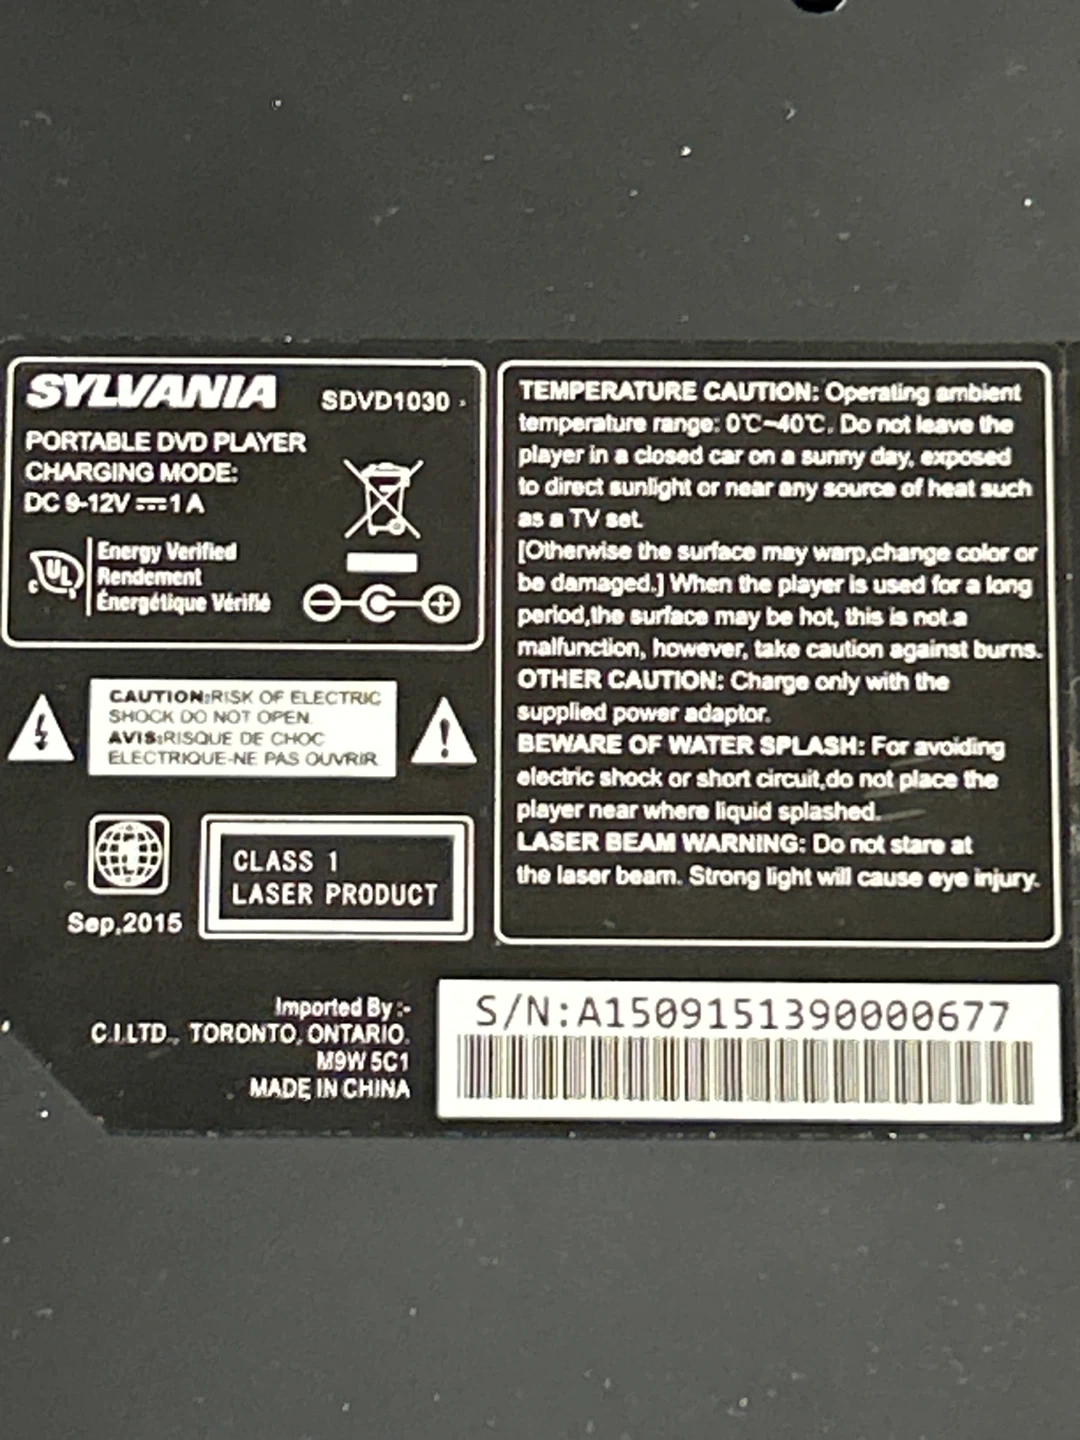 SYLVANIA SDVD1030
PORTABLE DVD PLAYER
CHARGING MODE:
DC 9-12V ⎓ 1 A
c UL
Energy Verified
Rendement
Énergétique Vérifié
CAUTION:RISK OF ELECTRIC
SHOCK DO NOT OPEN.
AVIS:RISQUE DE CHOC
ELECTRIQUE-NE PAS OUVRIR
Sep,2015
CLASS 1
LASER PRODUCT
TEMPERATURE CAUTION: Operating ambient
temperature range: 0℃~40℃. Do not leave the
player in a closed car on a sunny day, exposed
to direct sunlight or near any source of heat such
as a TV set.
[Otherwise the surface may warp,change color or
be damaged.] When the player is used for a long
period,the surface may be hot, this is not a
malfunction, however, take caution against burns.
OTHER CAUTION: Charge only with the
supplied power adaptor.
BEWARE OF WATER SPLASH: For avoiding
electric shock or short circuit,do not place the
player near where liquid splashed.
LASER BEAM WARNING: Do not stare at
the laser beam. Strong light will cause eye injury.
Imported By :-
C.I.LTD., TORONTO, ONTARIO.
M9W 5C1
MADE IN CHINA
S/N:A1509151390000677